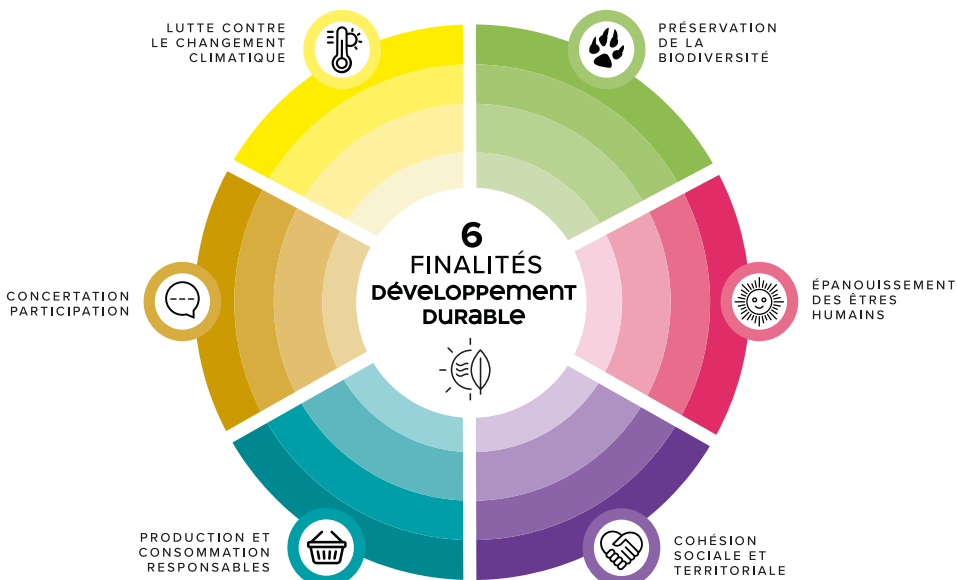 LUTTE CONTRE
LE CHANGEMENT
CLIMATIQUE
PRÉSERVATION
DE LA
BIODIVERSITÉ
6
FINALITÉS
DÉVELOPPEMENT
DURABLE
CONCERTATION
PARTICIPATION
ÉPANOUISSEMENT
DES ÊTRES
HUMAINS
PRODUCTION ET
CONSOMMATION
RESPONSABLES
COHÉSION
SOCIALE ET
TERRITORIALE